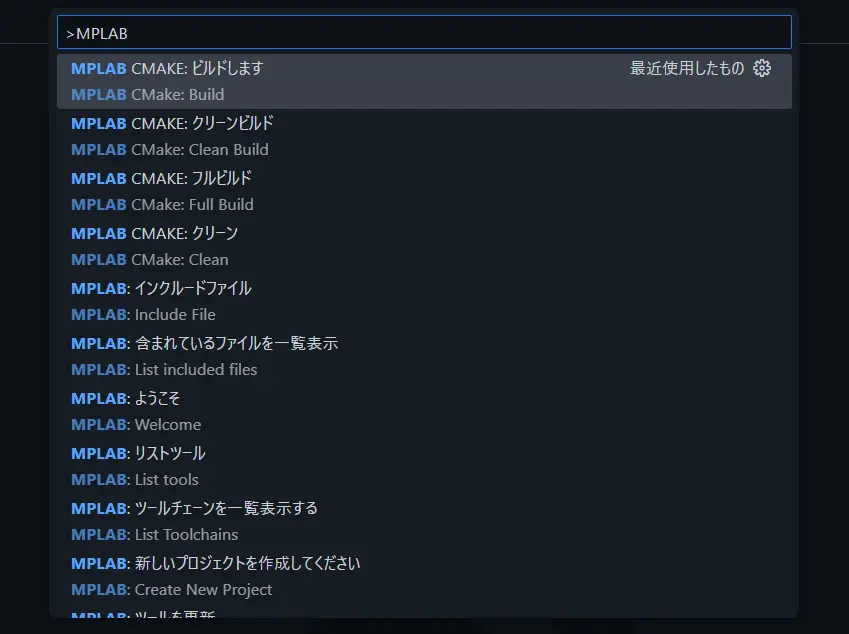 >MPLAB
MPLAB CMAKE: ビルドします 最近使用したもの
MPLAB CMake: Build
MPLAB CMAKE: クリーンビルド
MPLAB CMake: Clean Build
MPLAB CMAKE: フルビルド
MPLAB CMake: Full Build
MPLAB CMAKE: クリーン
MPLAB CMake: Clean
MPLAB: インクルードファイル
MPLAB: Include File
MPLAB: 含まれているファイルを一覧表示
MPLAB: List included files
MPLAB: ようこそ
MPLAB: Welcome
MPLAB: リストツール
MPLAB: List tools
MPLAB: ツールチェーンを一覧表示する
MPLAB: List Toolchains
MPLAB: 新しいプロジェクトを作成してください
MPLAB: Create New Project
MPLAB: ツールを更新